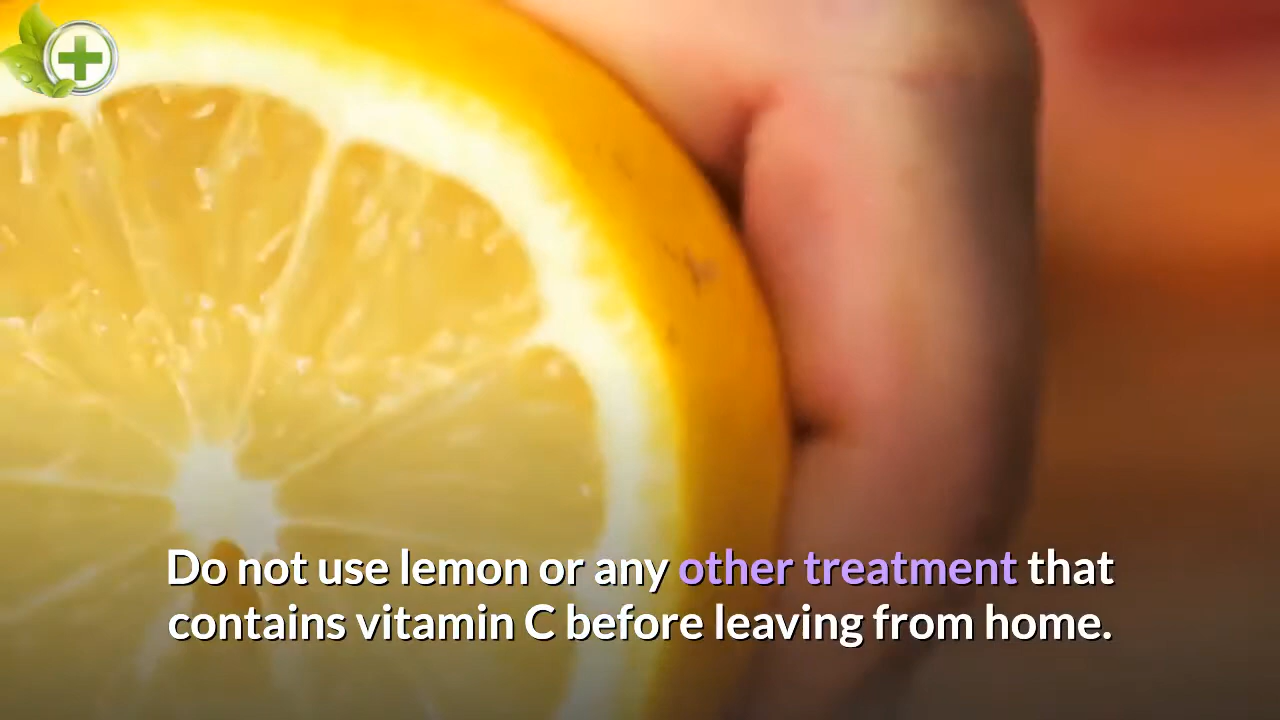 Do not use lemon or any other treatment that
contains vitamin C before leaving from home.